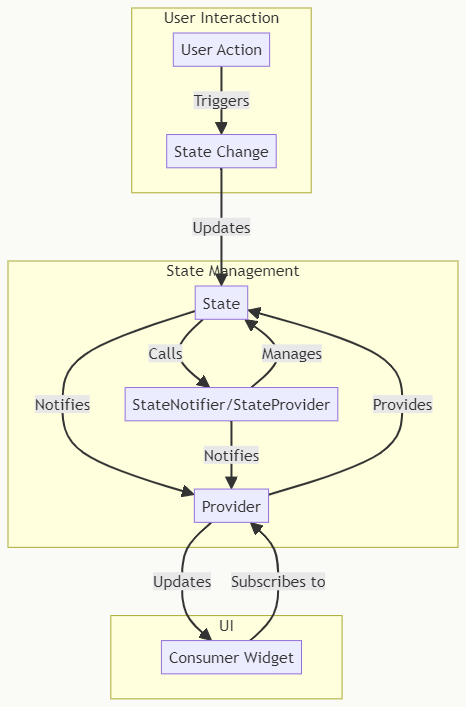 User Interaction
User Action
Triggers
State Change
Updates
State Management
State
Calls
Manages
Notifies
StateNotifier/StateProvider
Provides
Notifies
Provider
Updates
Subscribes to
UI
Consumer Widget